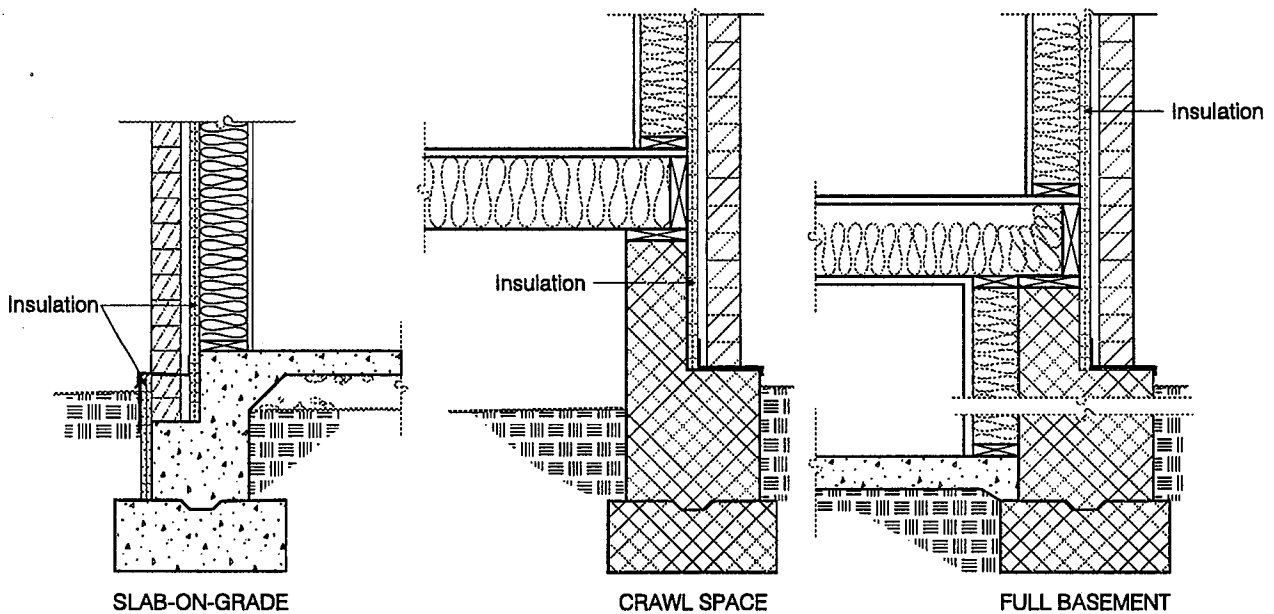 Insulation
Insulation
Insulation
SLAB-ON-GRADE
CRAWL SPACE
FULL BASEMENT